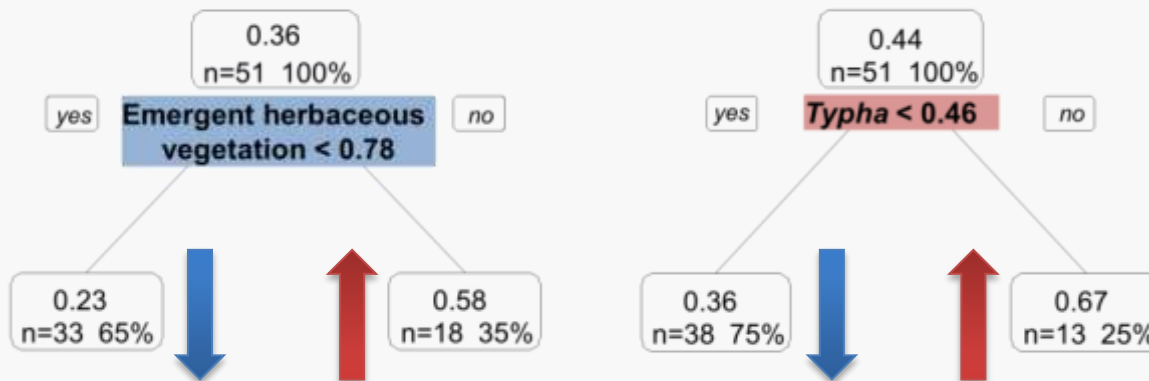 0.36
n=51 100%
yes
Emergent herbaceous
vegetation < 0.78
no
0.23
n=33 65%
0.58
n=18 35%
0.44
n=51 100%
yes
Typha < 0.46
no
0.36
n=38 75%
0.67
n=13 25%